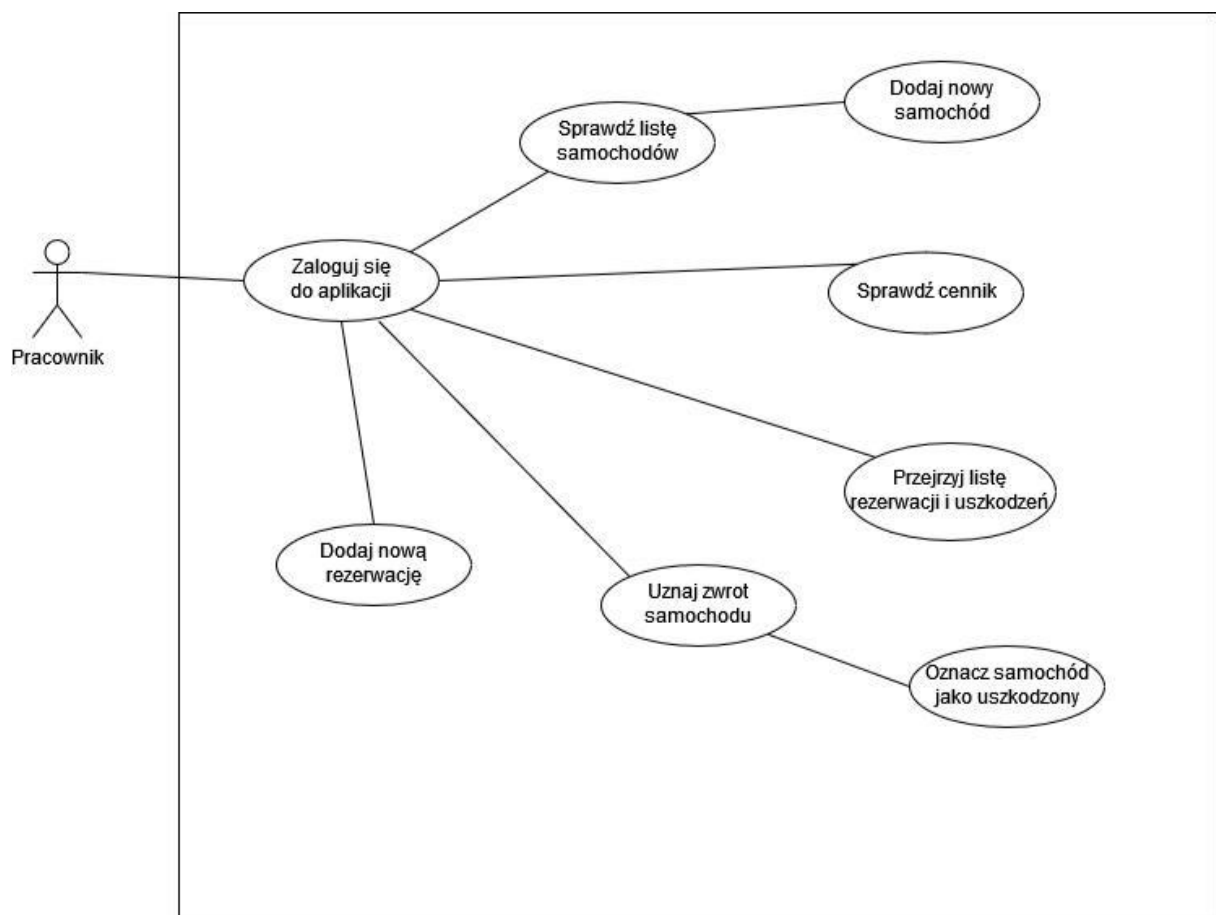 Dodaj nowy
samochód
Sprawdź listę
samochodów
Zaloguj się
do aplikacji
Sprawdź cennik
Pracownik
Przejrzyj listę
rezerwacji i uszkodzeń
Dodaj nową
rezerwację
Uznaj zwrot
samochodu
Oznacz samochód
jako uszkodzony